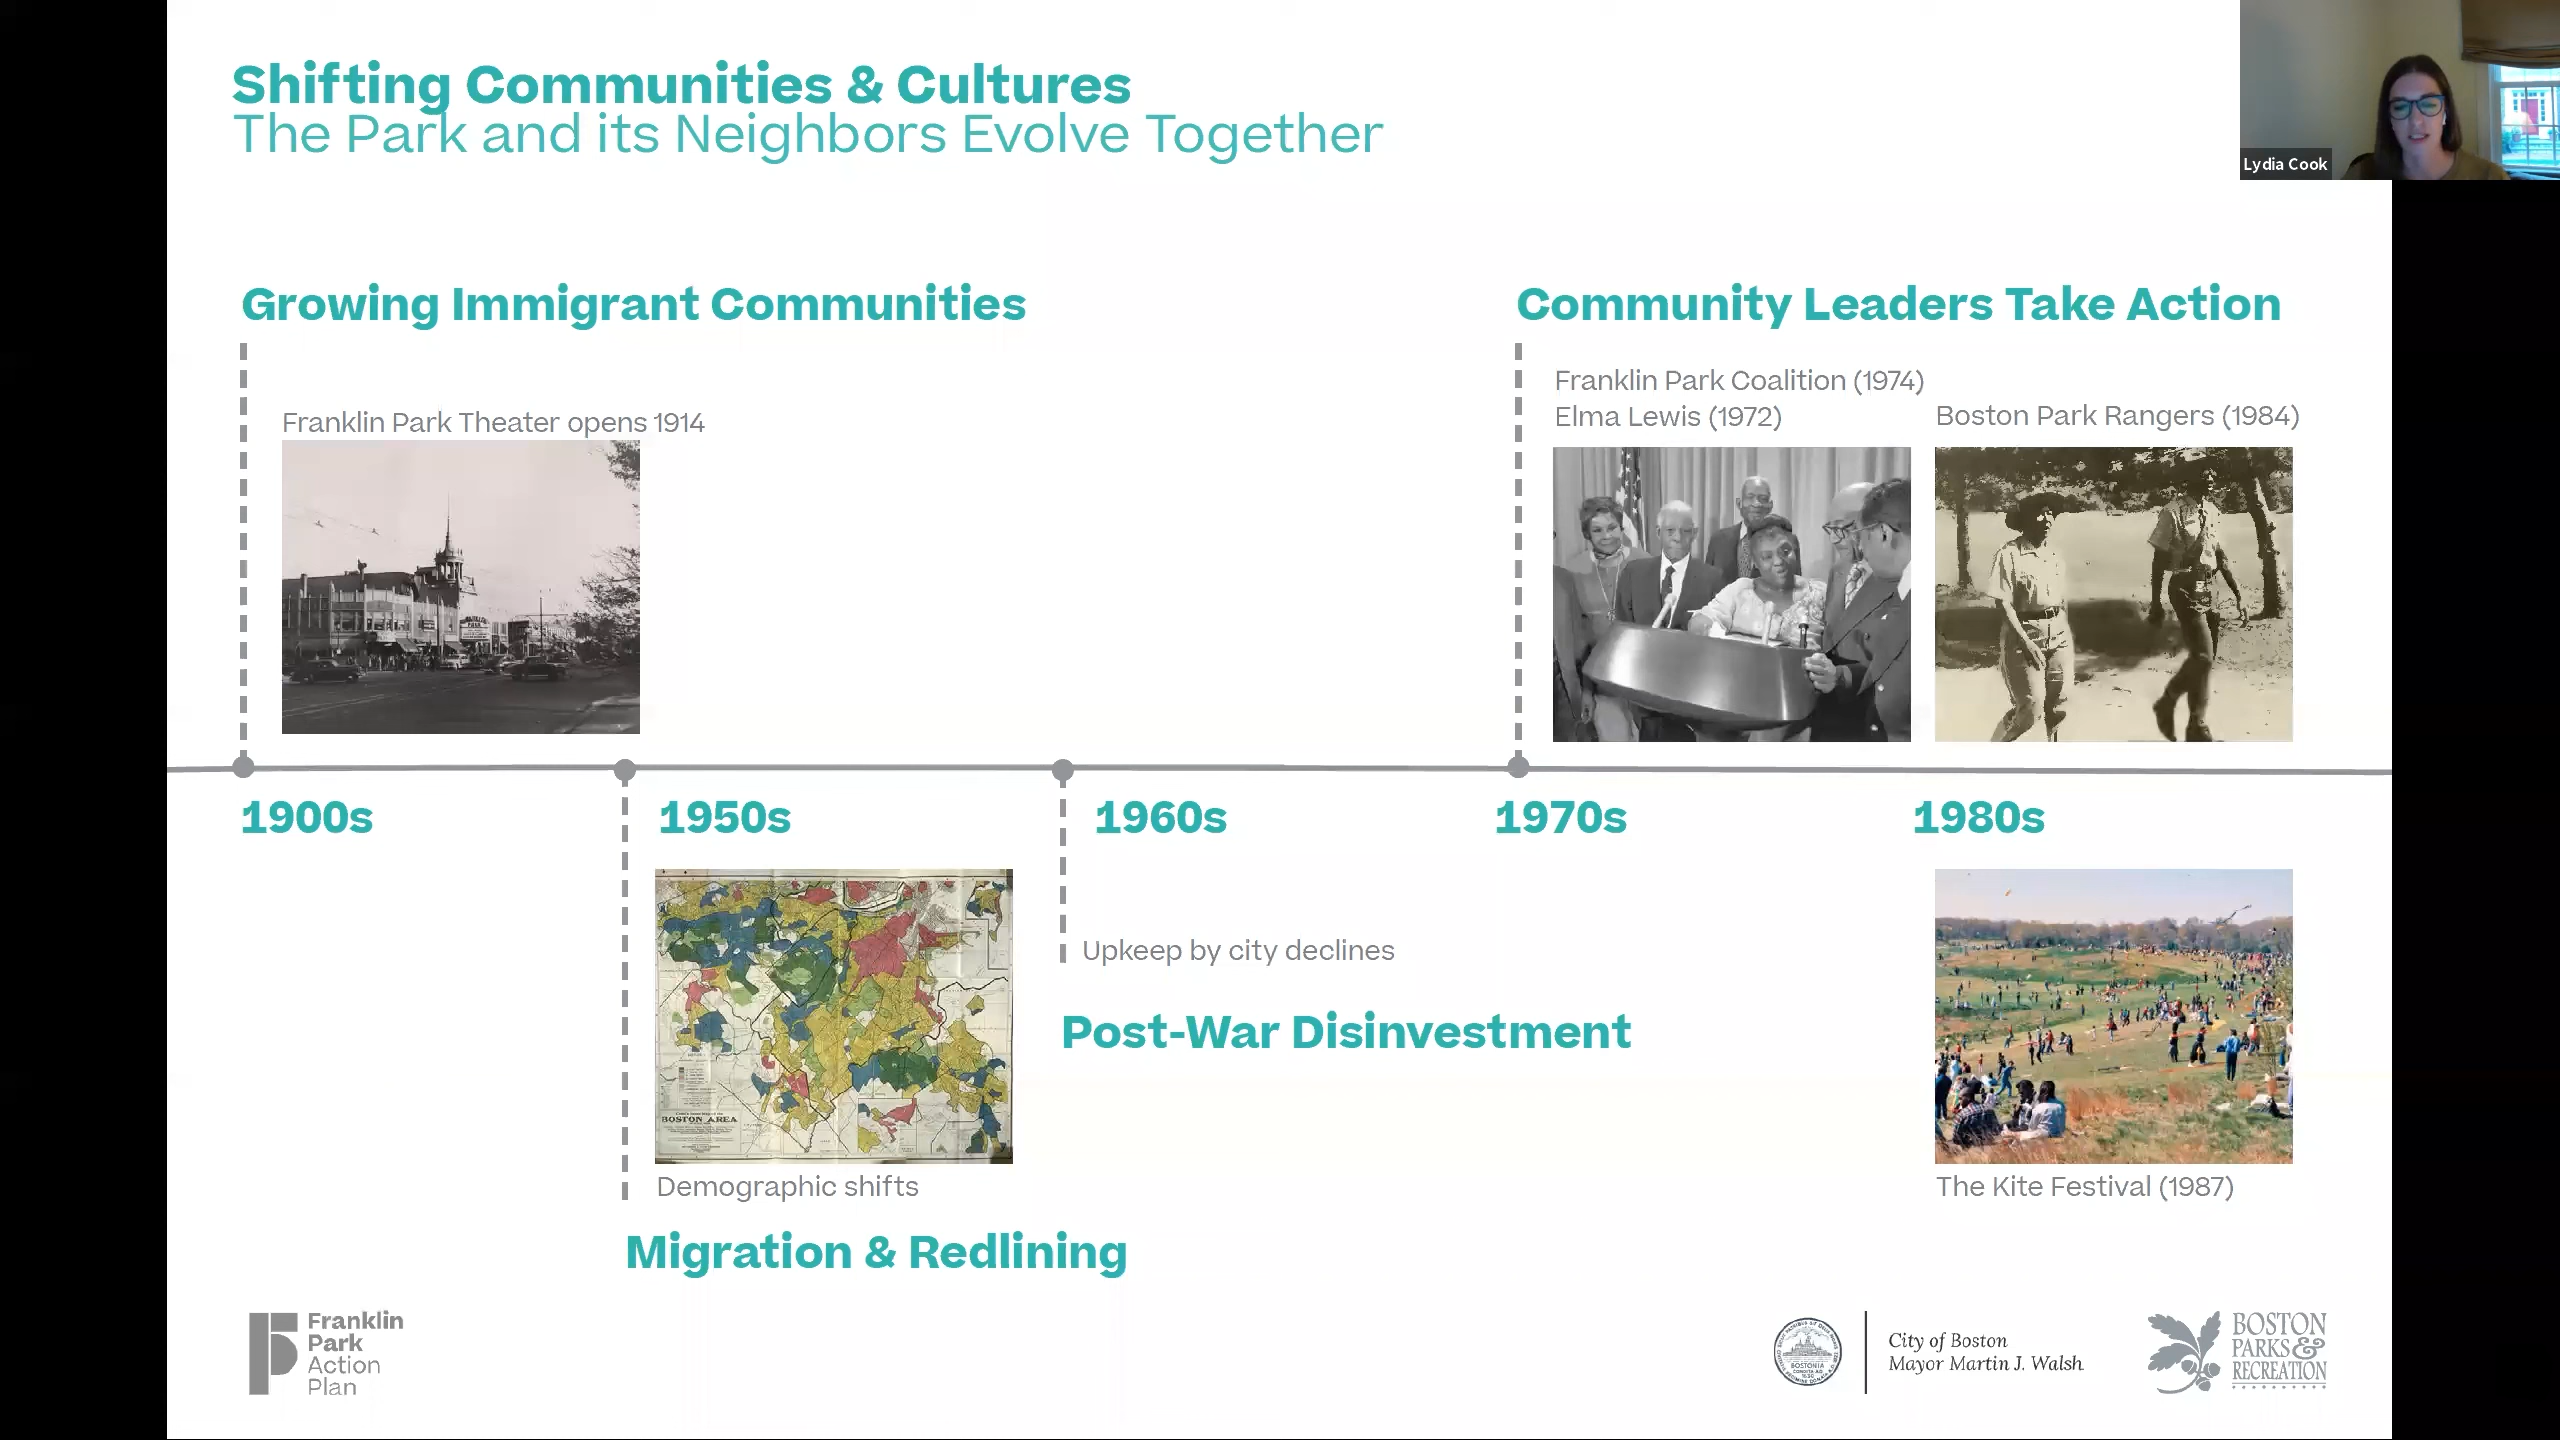 Shifting Communities & Cultures
The Park and its Neighbors Evolve Together
Lydia Cook
Growing Immigrant Communities
Community Leaders Take Action
Franklin Park Theater opens 1914
Franklin Park Coalition (1974)
Elma Lewis (1972)
Boston Park Rangers (1984)
1900s
1950s
1960s
1970s
1980s
BOSTON AREA
Upkeep by city declines
Post-War Disinvestment
Demographic shifts
The Kite Festival (1987)
Migration & Redlining
Franklin
Park
Action
Plan
BOSTONIA
City of Boston
Mayor Martin J. Walsh
BOSTON
PARKS &
RECREATION